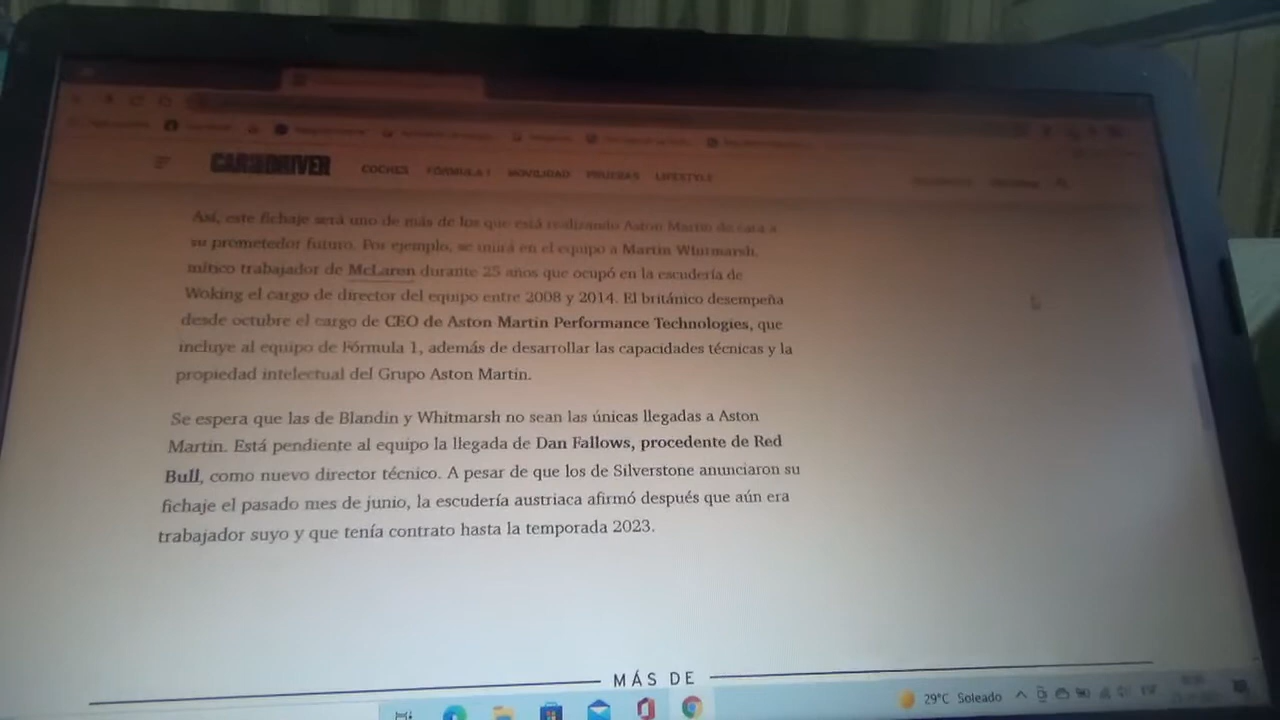 CAR AND DRIVER
COCHES FÓRMULA 1 MOVILIDAD PRUEBAS LIFESTYLE
Así, este fichaje será uno de más de los que está realizando Aston Martin de cara a
su prometedor futuro. Por ejemplo, se unirá en el equipo a Martin Whitmarsh,
mítico trabajador de McLaren durante 25 años que ocupó en la escudería de
Woking el cargo de director del equipo entre 2008 y 2014. El británico desempeña
desde octubre el cargo de CEO de Aston Martin Performance Technologies, que
incluye al equipo de Fórmula 1, además de desarrollar las capacidades técnicas y la
propiedad intelectual del Grupo Aston Martin.
Se espera que las de Blandin y Whitmarsh no sean las únicas llegadas a Aston
Martin. Está pendiente al equipo la llegada de Dan Fallows, procedente de Red
Bull, como nuevo director técnico. A pesar de que los de Silverstone anunciaron su
fichaje el pasado mes de junio, la escudería austriaca afirmó después que aún era
trabajador suyo y que tenía contrato hasta la temporada 2023.
MÁS DE
29°C Soleado